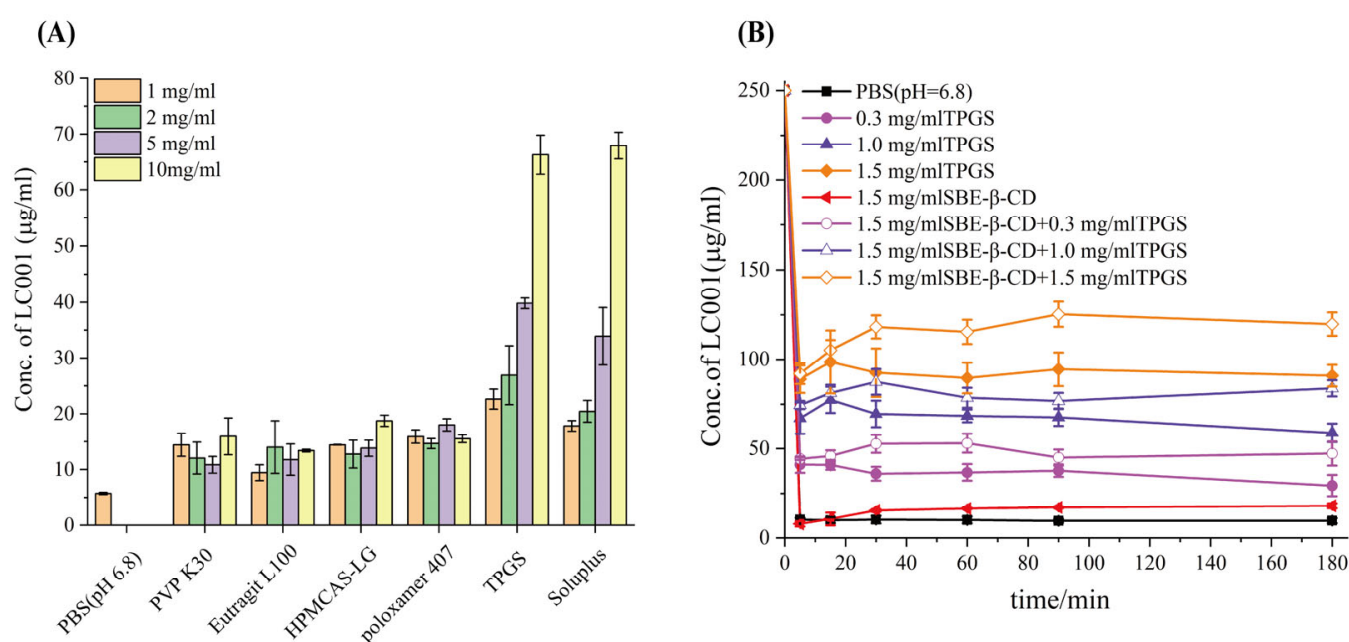 (A)
80
70
60
50
40
30
20
10
0
Conc. of LC001 (μg/ml)
1 mg/ml
2 mg/ml
5 mg/ml
10mg/ml
PBS(pH 6.8)
PVP K30
Eutragit L100
HPMCAS-LG
poloxamer 407
TPGS
Soluplus
(B)
250
200
150
100
50
0
Conc.of LC001(μg/ml)
PBS(pH=6.8)
0.3 mg/mlTPGS
1.0 mg/mlTPGS
1.5 mg/mlTPGS
1.5 mg/mlSBE-β-CD
1.5 mg/mlSBE-β-CD+0.3 mg/mlTPGS
1.5 mg/mlSBE-β-CD+1.0 mg/mlTPGS
1.5 mg/mlSBE-β-CD+1.5 mg/mlTPGS
0 20 40 60 80 100 120 140 160 180
time/min